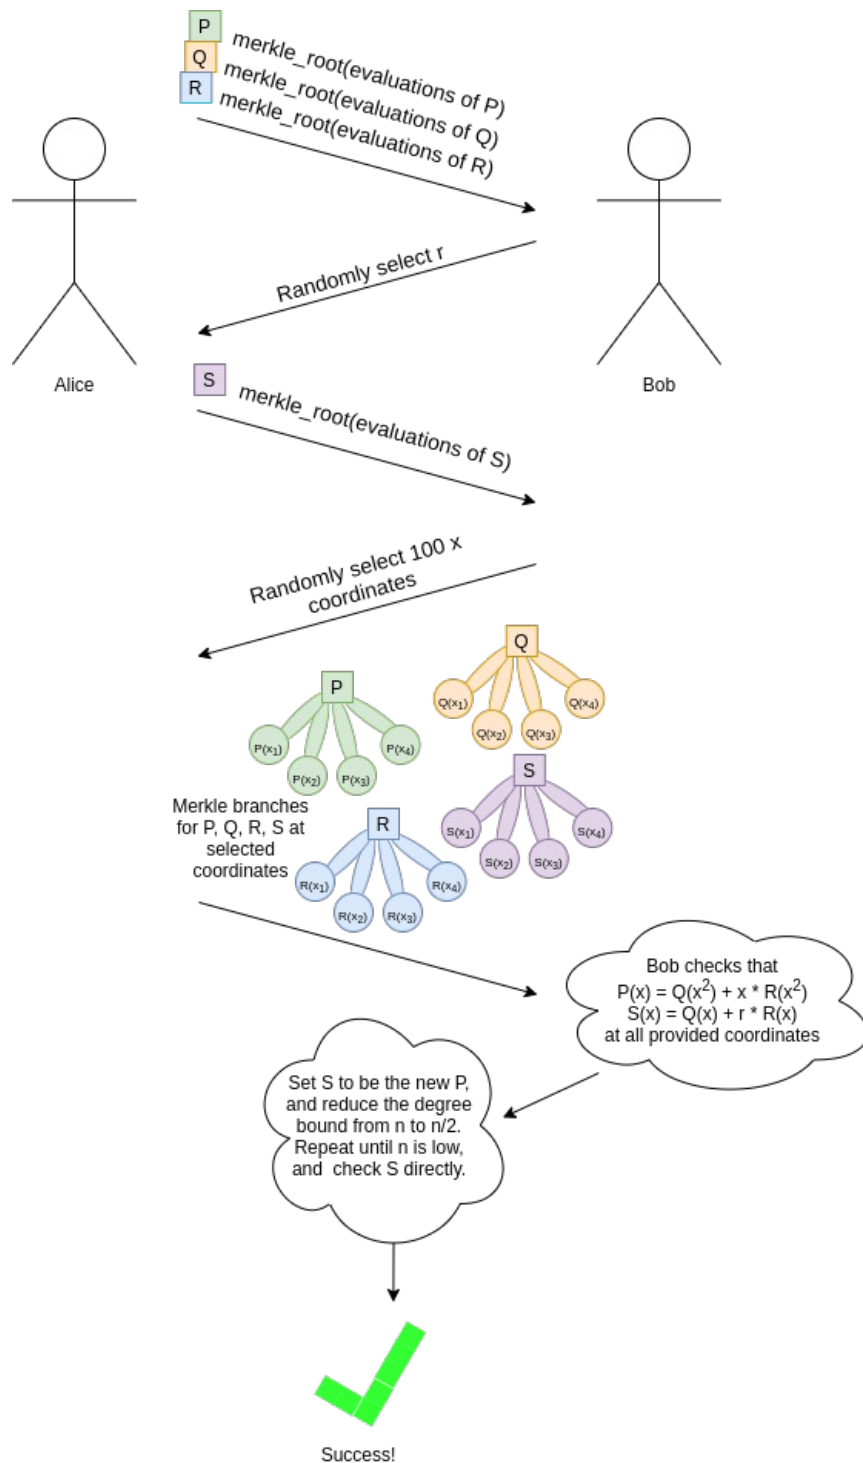 P
merkle_root(evaluations of P)
Q
merkle_root(evaluations of Q)
R
merkle_root(evaluations of R)
Randomly select r
Alice
Bob
S
merkle_root(evaluations of S)
Randomly select 100 x
coordinates
Q
Q(x₁)
Q(x₂)
Q(x₃)
Q(x₄)
P
P(x₁)
P(x₂)
P(x₃)
P(x₄)
S
S(x₁)
S(x₂)
S(x₃)
S(x₄)
Merkle branches
for P, Q, R, S at
selected
coordinates
R
R(x₁)
R(x₂)
R(x₃)
R(x₄)
Bob checks that
P(x) = Q(x²) + x * R(x²)
S(x) = Q(x) + r * R(x)
at all provided coordinates
Set S to be the new P,
and reduce the degree
bound from n to n/2.
Repeat until n is low,
and check S directly.
Success!